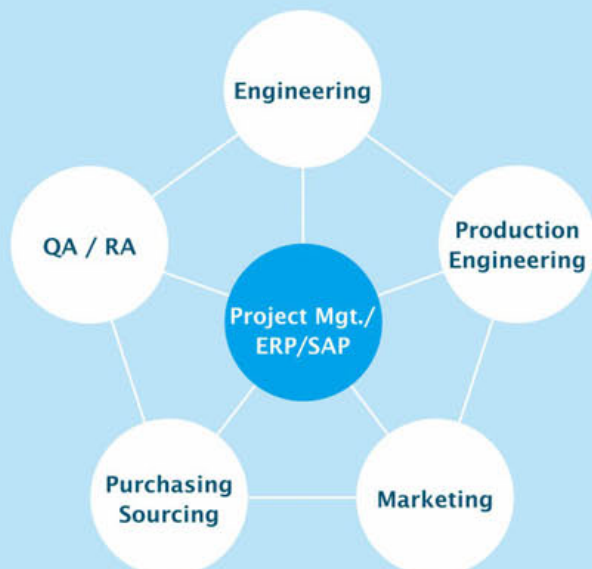 Engineering
QA / RA
Production
Engineering
Project Mgt./
ERP/SAP
Purchasing
Sourcing
Marketing